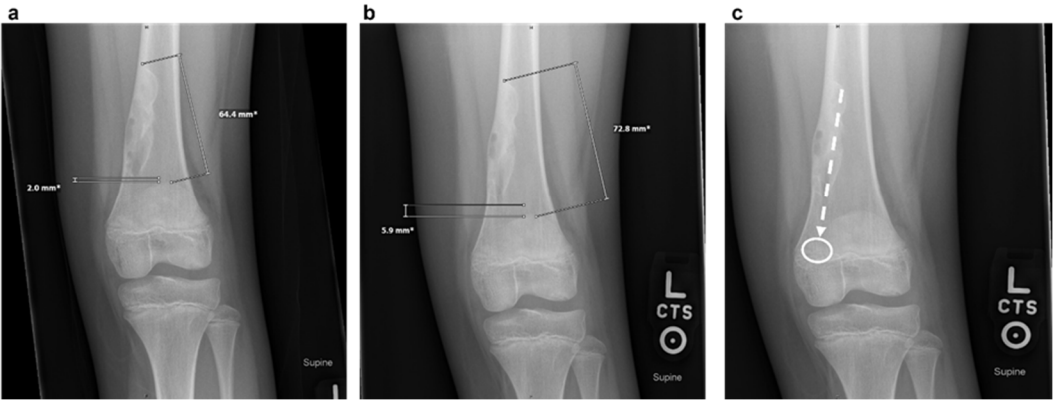 a
b
c
64.4 mm*
2.0 mm*
Supine
72.8 mm*
5.9 mm*
L
CTS
Supine
L
CTS
Supine